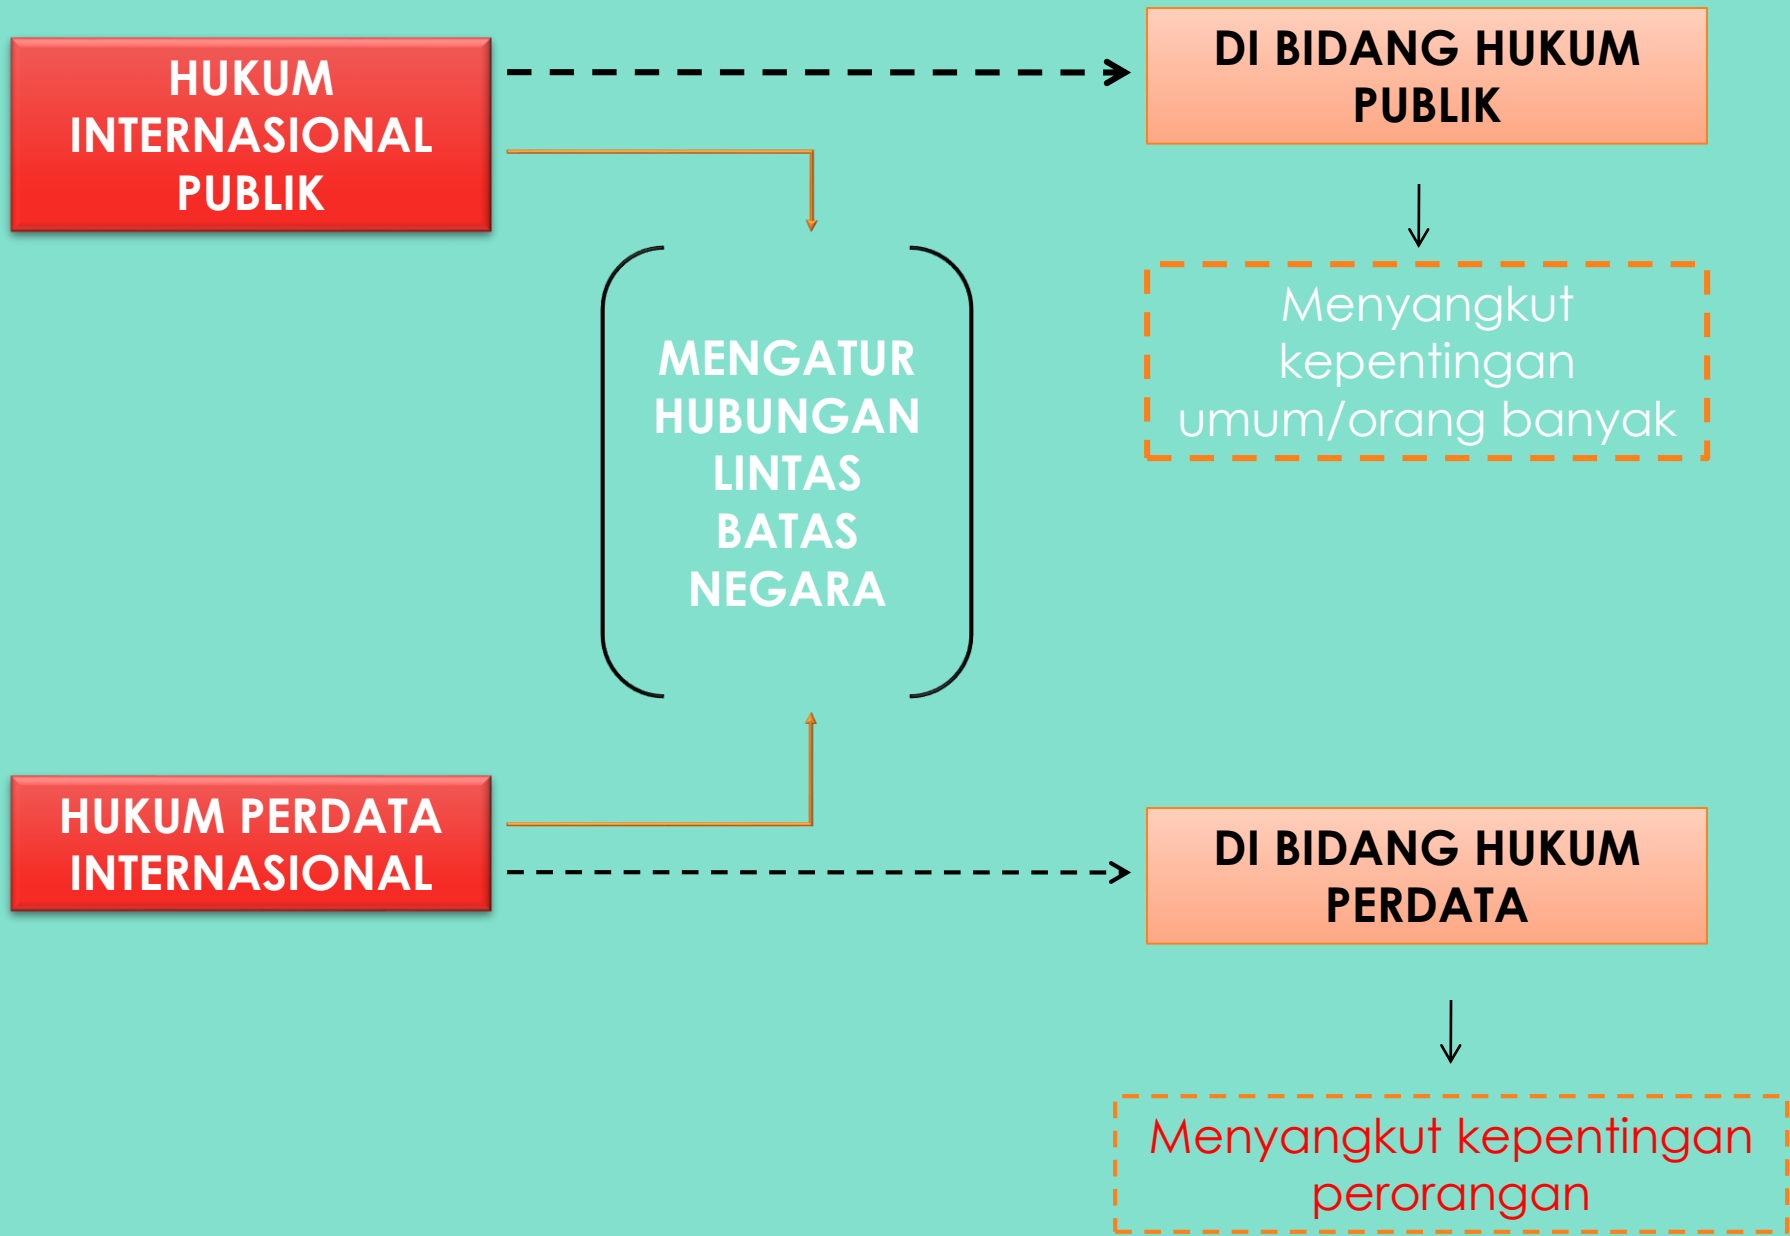 HUKUM
INTERNASIONAL
PUBLIK
DI BIDANG HUKUM
PUBLIK
Menyangkut
kepentingan
umum/orang banyak
MENGATUR
HUBUNGAN
LINTAS
BATAS
NEGARA
HUKUM PERDATA
INTERNASIONAL
DI BIDANG HUKUM
PERDATA
Menyangkut kepentingan
perorangan